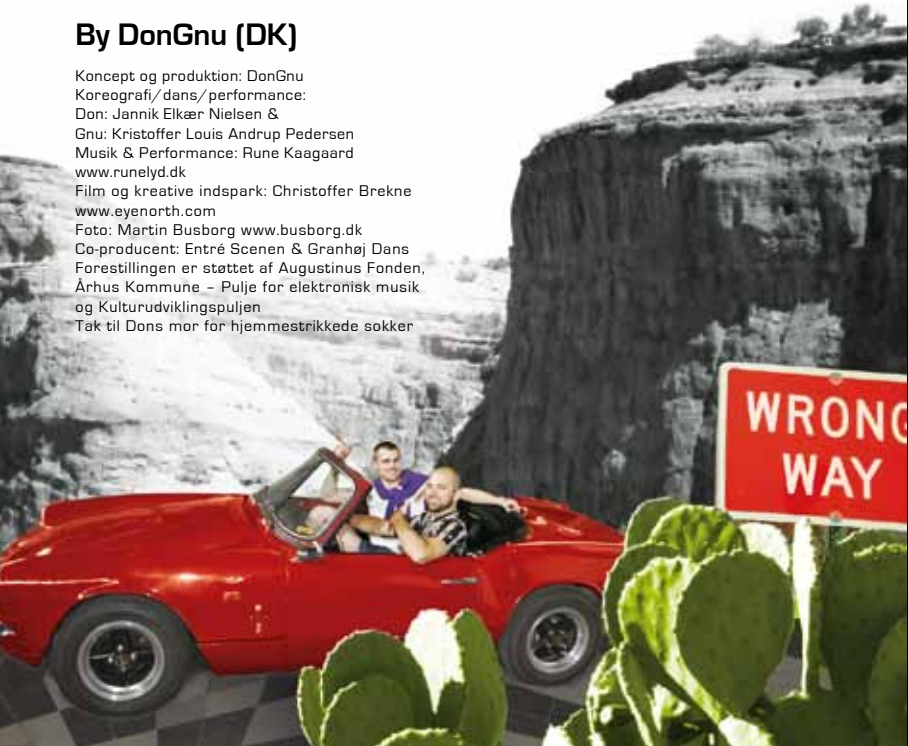 By DonGnu (DK)
Koncept og produktion: DonGnu
Koreografi/dans/performance:
Don: Jannik Elkær Nielsen &
Gnu: Kristoffer Louis Andrup Pedersen
Musik & Performance: Rune Kaagaard
www.runelyd.dk
Film og kreative indspark: Christoffer Brekne
www.eyenorth.com
Foto: Martin Busborg www.busborg.dk
Co-producent: Entré Scenen & Granhøj Dans
Forestillingen er støttet af Augustinus Fonden,
Århus Kommune – Pulje for elektronisk musik
og Kulturudviklingspuljen
Tak til Dons mor for hjemmestrikkede sokker
WRONG
WAY